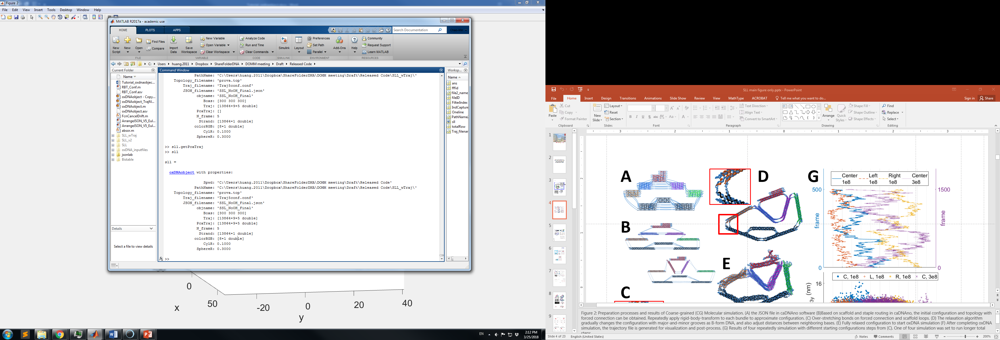 Figure 2
File Edit View Insert Tools Desktop Window Help
MATLAB R2017a - academic use
HOME PLOTS APPS
Search Documentation
Chao-Min
New Script
New
Open
Find Files
Compare
Import Data
Save Workspace
New Variable
Open Variable
Clear Workspace
Analyze Code
Run and Time
Clear Commands
Simulink
Layout
Preferences
Set Path
Parallel
Add-Ons
Help
Community
Request Support
Learn MATLAB
FILE VARIABLE CODE SIMULINK ENVIRONMENT RESOURCES
C: Users huang.2011 Dropbox ShareFolderDNA DOMM meeting Draft Released Code
Current Folder
Name
Tutorial_oxdnaobjec...
RBT_Conf.m
RBT_Conf.asv
oxDNAobject - Copy...
oxDNAobject_Trajfil...
oxDNAobject.m
oxDNAobject.asv
FcnCancelDrift.m
ArrangeJSON_V5_Eul...
ArrangeJSON_V5_Eul...
absor.m
SLL_wTraj
SLL_v2
SLL
oxDNA_inputfiles
jsonlab
Bistable
Details
Select a file to view details
Command Window
PathName: 'C:\Users\huang.2011\Dropbox\ShareFolderDNA\DOMM meeting\Draft\Released Code\SLL_wTraj\'
Topology_filename: 'prova.top'
Traj_filename: 'Traj5conf.conf'
JSON_filename: 'SSL_NoOH_Final.json'
objname: 'SSL_NoOH_Final'
Boxs: [300 300 300]
Traj: [13864×9×5 double]
PcaTraj: []
N_frame: 5
Strand: [13864×1 double]
colorRGB: [8×1 double]
CylR: 0.1000
SphereR: 0.3000
>> sll.getPcaTraj
>> sll
sll =
oxDNAobject with properties:
Spwd: 'C:\Users\huang.2011\Dropbox\ShareFolderDNA\DOMM meeting\Draft\Released Code'
PathName: 'C:\Users\huang.2011\Dropbox\ShareFolderDNA\DOMM meeting\Draft\Released Code\SLL_wTraj\'
Topology_filename: 'prova.top'
Traj_filename: 'Traj5conf.conf'
JSON_filename: 'SSL_NoOH_Final.json'
objname: 'SSL_NoOH_Final'
Boxs: [300 300 300]
Traj: [13864×9×5 double]
PcaTraj: [13864×9×5 double]
N_frame: 5
Strand: [13864×1 double]
colorRGB: [8×1 double]
CylR: 0.1000
SphereR: 0.3000
fx >>
Worksp...
Name
ans
fffid
file2_name
fileID
FilterIndex
IndCapture
Oneline
PathName
sll
totalRow
Traj_filenar
0
50
x
-20
0
20
40
y
EN
2:12 PM
3/25/2018
SLL main figure only.pptx - PowerPoint
File Home Insert Design Transitions Animations Slide Show Review View MathType ACROBAT Tell me what you want to do...
Sign in Share
Paste
Cut
Copy
Format Painter
New Slide
Layout
Reset
Section
Text Direction
Align Text
Convert to SmartArt
Arrange
Quick Styles
Shape Fill
Shape Outline
Shape Effects
Find
Replace
Select
Clipboard Slides Font Paragraph Drawing Editing
3 2 1 0 1 2 3
1
2
3
4
5
6
7
8
9
A
B
C
D
E
G
Center Left Right Center
1e8 1e8 1e8 3e8
500
0
frame
1500
0
frame
C, 1e8 L, 1e8 R, 1e8 C, 3e8
16
3y (nm)
Figure 2: Preparation processes and results of Coarse-grained (CG) Molecular simulation. (A) the JSON file in caDNAno software (B)Based on scaffold and staple routing in caDNAno, the initial configuration and topology with
forced connection can be obtained. Repeatedly apply rigid-body-transform to each bundle to approximate configuration. (C) Over-stretching bonds on forced connection and scaffold loops. (D) The relaxation algorithm
gradually changes the configuration with major-and-minor grooves as B-form DNA, and also adjust distances between neighboring bases. (E) Fully relaxed configuration to start oxDNA simulation (F) After completing oxDNA
simulation, the trajectory file is generated for visualization and post-process. (G) Results of four repeatedly simulation with different starting configurations steps from (C). One of four simulation was set to run longer total
steps
Slide 4 of 23 English (United States)
Notes Comments 200%